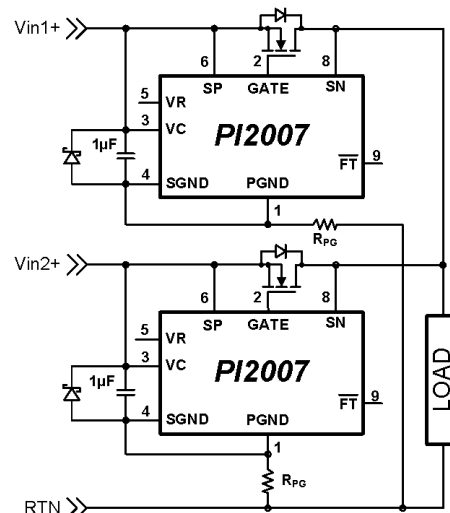 Vin1+
6
2
8
SP
GATE
SN
5
VR
3
VC
1µF
PI2007
FT
9
4
SGND
PGND
1
RPG
Vin2+
6
2
8
SP
GATE
SN
5
VR
3
VC
1µF
PI2007
FT
9
4
SGND
PGND
1
RPG
LOAD
RTN